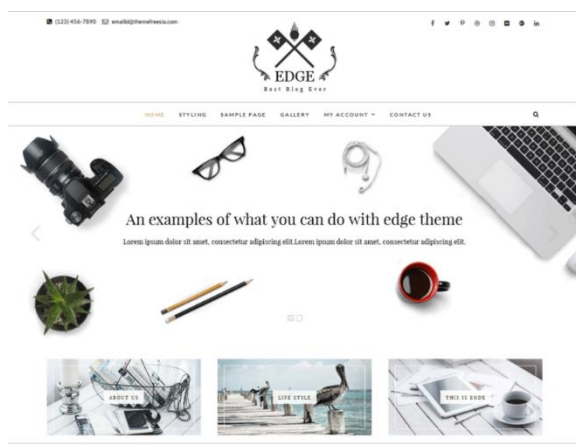 (123) 456-7890 emailid@themefreesia.com
EDGE
Best Blog Ever
HOME STYLING SAMPLE PAGE GALLERY MY ACCOUNT CONTACT US
An examples of what you can do with edge theme
Lorem ipsum dolor sit amet, consectetur adipiscing elit.Lorem ipsum dolor sit amet, consectetur adipiscing elit.
ABOUT US LIFE STYLE THIS IS EDGE